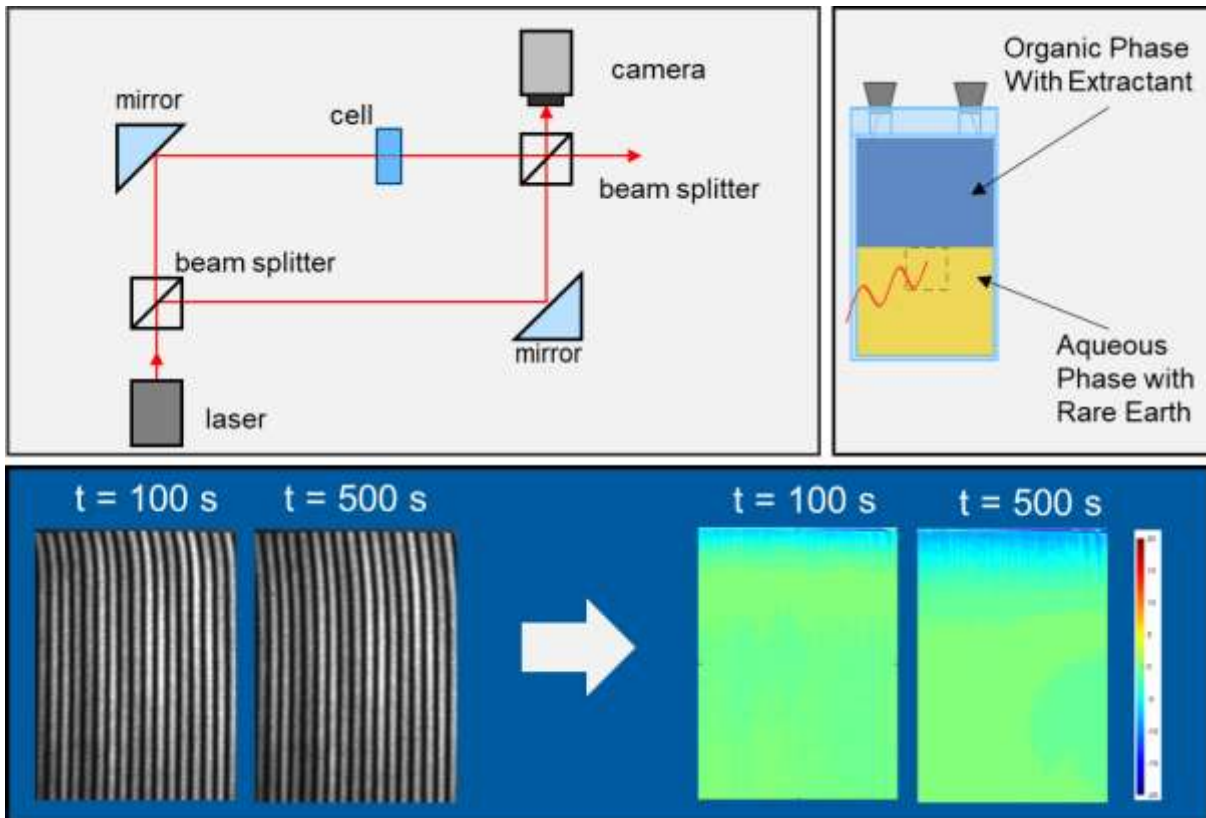 camera
mirror
cell
beam splitter
beam splitter
mirror
laser
Organic Phase
With Extractant
Aqueous
Phase with
Rare Earth
t = 100 s
t = 500 s
t = 100 s
t = 500 s